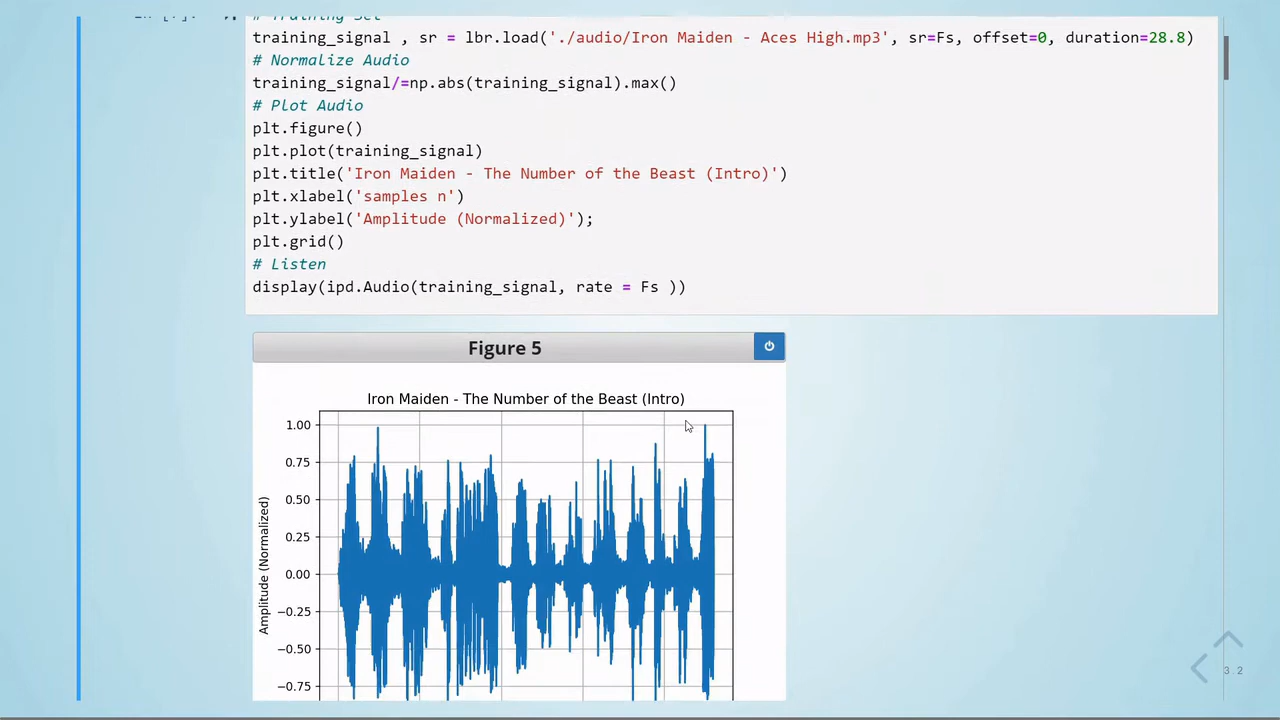 # Training Set
training_signal , sr = lbr.load('./audio/Iron Maiden - Aces High.mp3', sr=Fs, offset=0, duration=28.8)
# Normalize Audio
training_signal/=np.abs(training_signal).max()
# Plot Audio
plt.figure()
plt.plot(training_signal)
plt.title('Iron Maiden - The Number of the Beast (Intro)')
plt.xlabel('samples n')
plt.ylabel('Amplitude (Normalized)');
plt.grid()
# Listen
display(ipd.Audio(training_signal, rate = Fs ))
Figure 5
Iron Maiden - The Number of the Beast (Intro)
1.00
0.75
0.50
0.25
0.00
−0.25
−0.50
−0.75
Amplitude (Normalized)
3.2